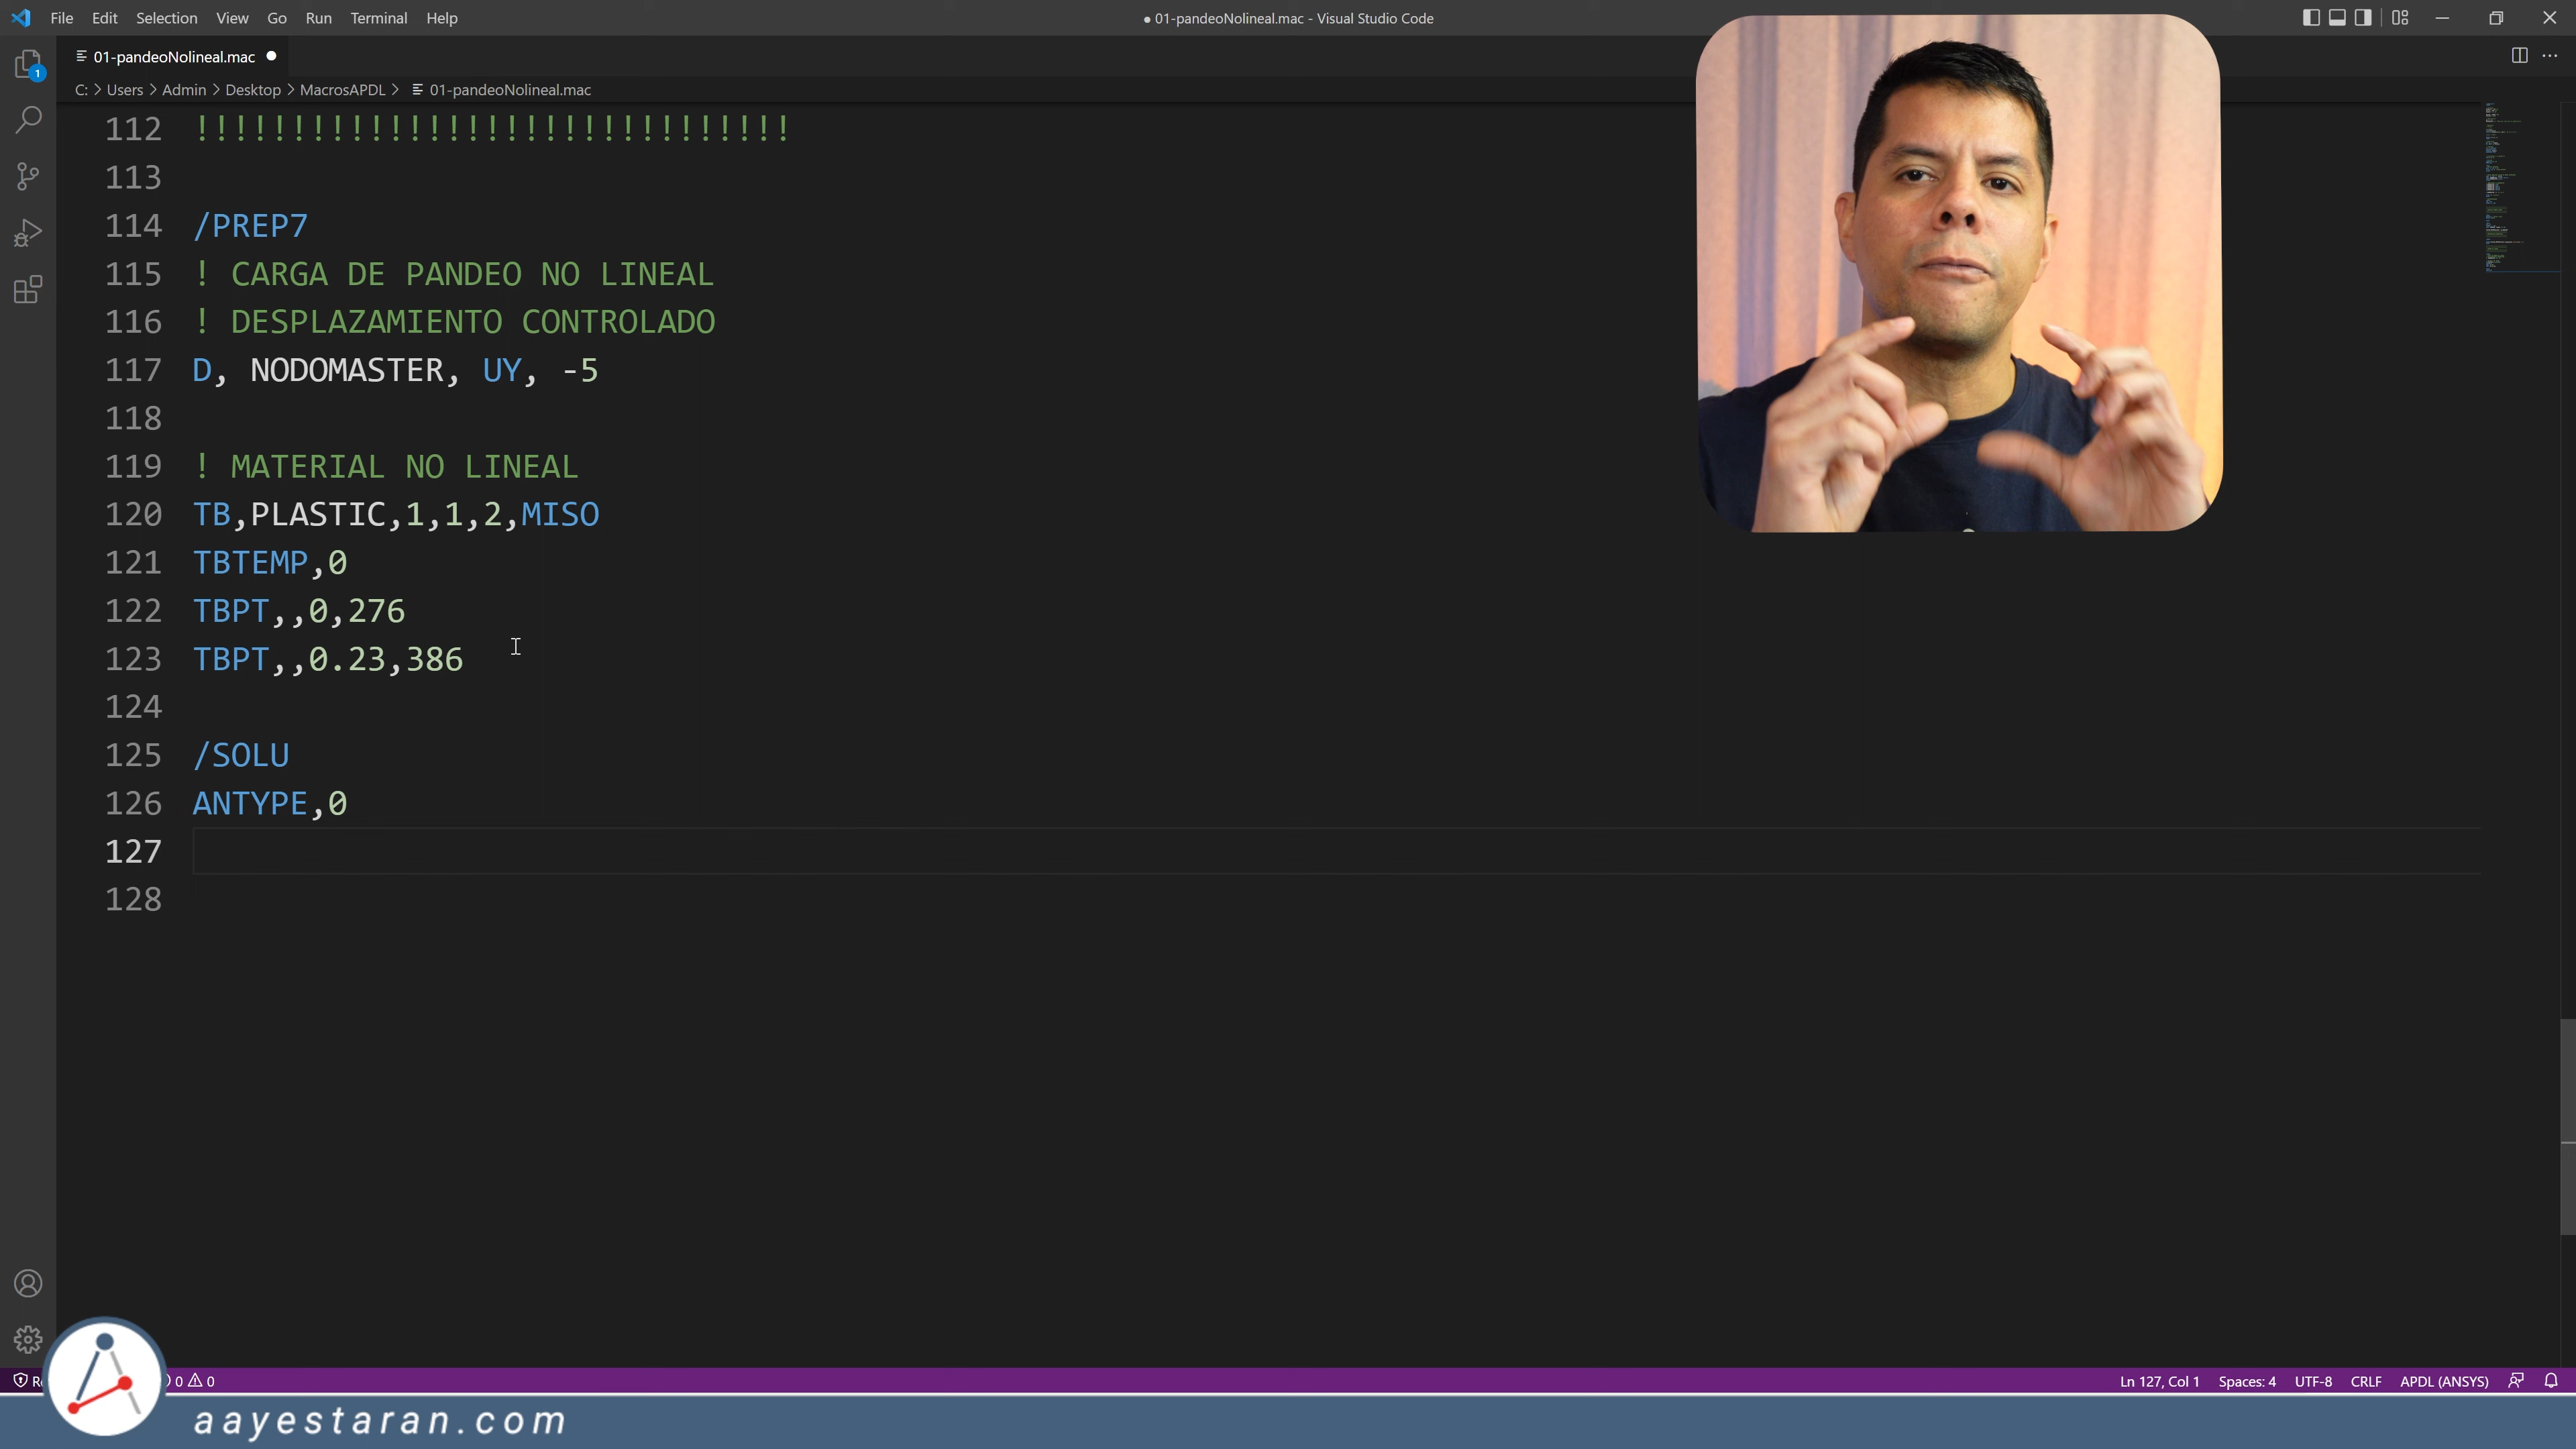 File Edit Selection View Go Run Terminal Help
● 01-pandeoNolineal.mac - Visual Studio Code
01-pandeoNolineal.mac
C: > Users > Admin > Desktop > MacrosAPDL > 01-pandeoNolineal.mac
112 !!!!!!!!!!!!!!!!!!!!!!!!!!!!!!!
113
114 /PREP7
115 ! CARGA DE PANDEO NO LINEAL
116 ! DESPLAZAMIENTO CONTROLADO
117 D, NODOMASTER, UY, -5
118
119 ! MATERIAL NO LINEAL
120 TB,PLASTIC,1,1,2,MISO
121 TBTEMP,0
122 TBPT,,0,276
123 TBPT,,0.23,386
124
125 /SOLU
126 ANTYPE,0
127
128
1
0 0
Ln 127, Col 1 Spaces: 4 UTF-8 CRLF APDL (ANSYS)
aayestaran.com